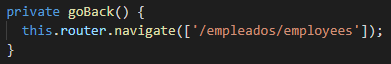 private goBack() {
this.router.navigate(['/empleados/employees']);
}